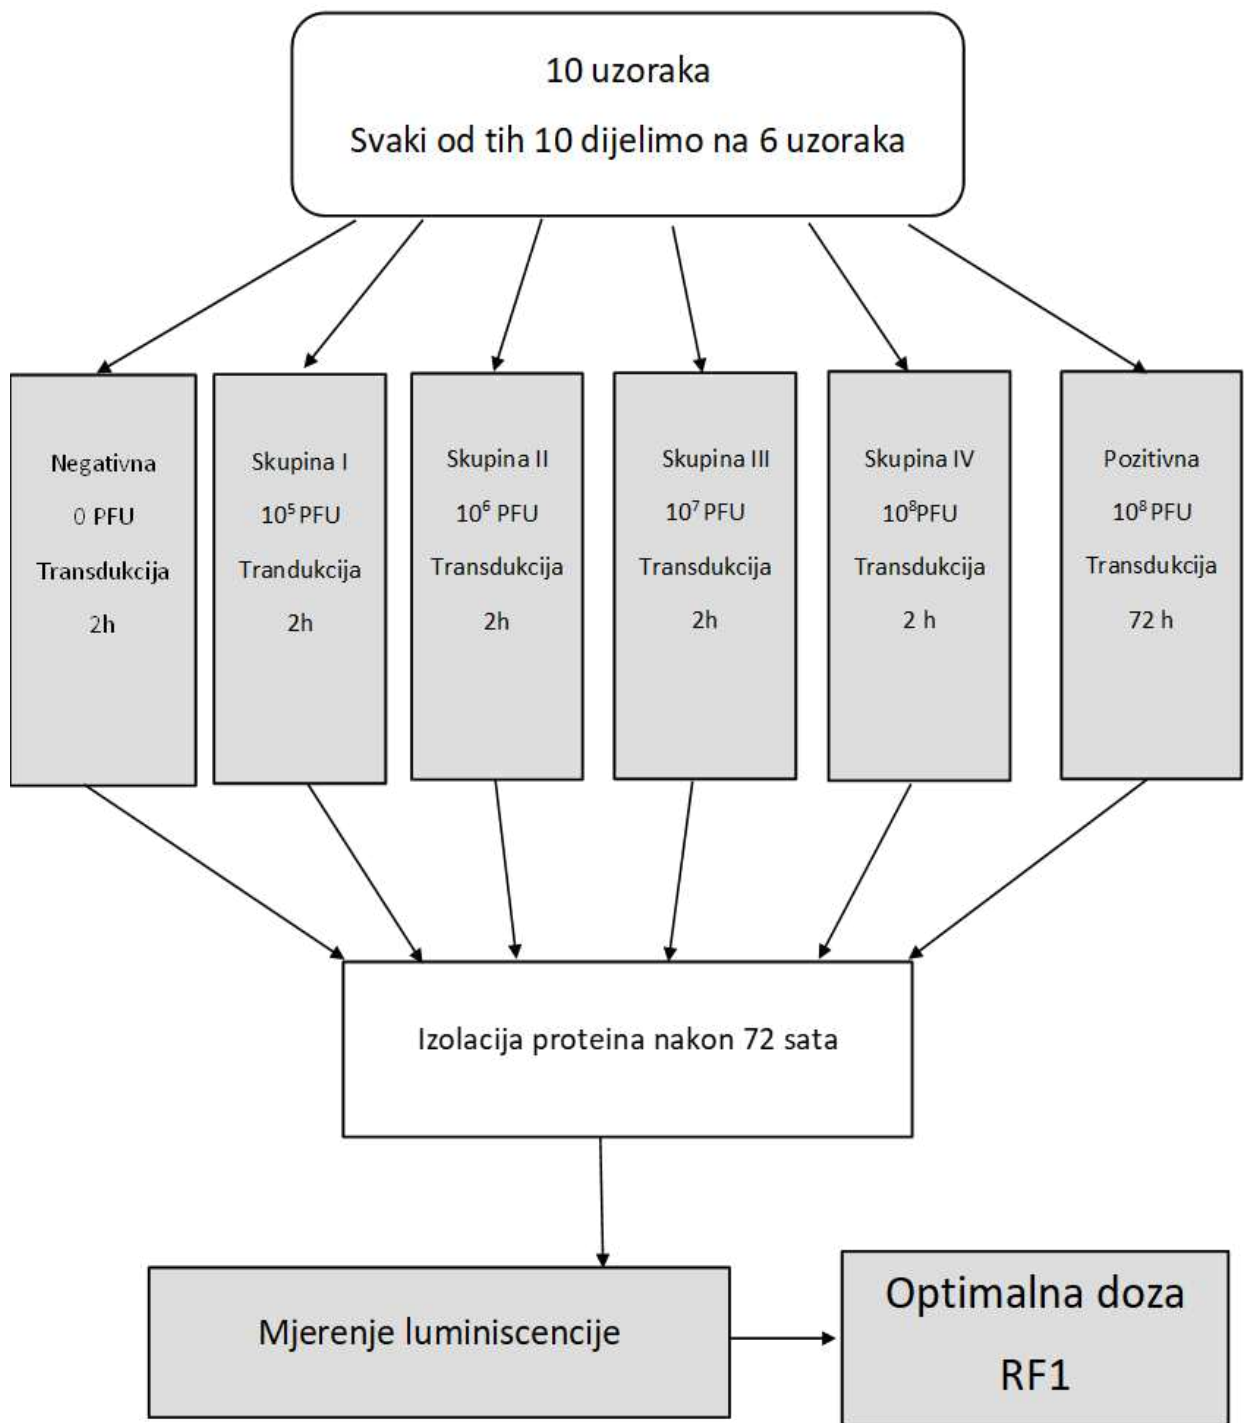 10 uzoraka
Svaki od tih 10 dijelimo na 6 uzoraka
Negativna
0 PFU
Transdukcija
2h
Skupina I
10⁵ PFU
Trandukcija
2h
Skupina II
10⁶ PFU
Transdukcija
2h
Skupina III
10⁷ PFU
Transdukcija
2h
Skupina IV
10⁸PFU
Transdukcija
2 h
Pozitivna
10⁸ PFU
Transdukcija
72 h
Izolacija proteina nakon 72 sata
Mjerenje luminiscencije
Optimalna doza
RF1